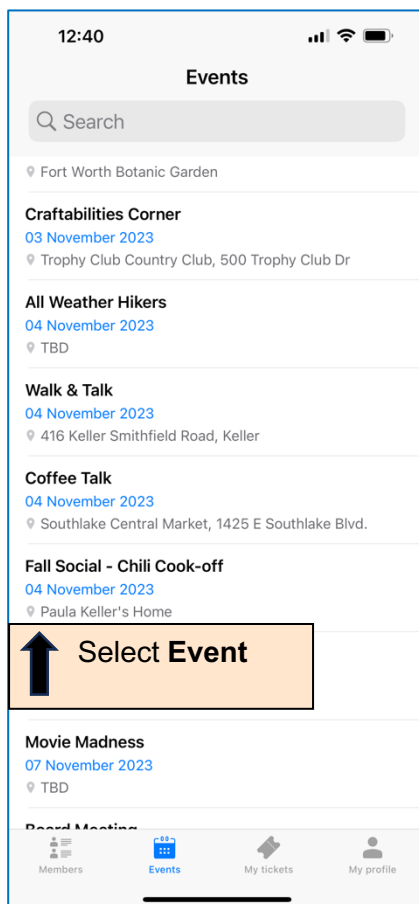 12:40
Events
Search
Fort Worth Botanic Garden
Craftabilities Corner
03 November 2023
Trophy Club Country Club, 500 Trophy Club Dr
All Weather Hikers
04 November 2023
TBD
Walk & Talk
04 November 2023
416 Keller Smithfield Road, Keller
Coffee Talk
04 November 2023
Southlake Central Market, 1425 E Southlake Blvd.
Fall Social - Chili Cook-off
04 November 2023
Paula Keller's Home
Select Event
Movie Madness
07 November 2023
TBD
Board Meeting
Members Events My tickets My profile